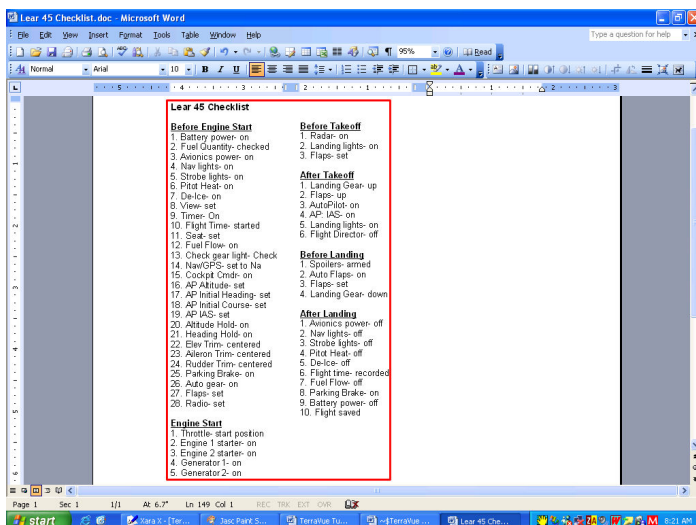 Lear 45 Checklist.doc - Microsoft Word
File Edit View Insert Format Tools Table Window Help
Type a question for help
95%
Read
Normal
Arial
10
Lear 45 Checklist
Before Engine Start
1. Battery power- on
2. Fuel Quantity- checked
3. Avionics power- on
4. Nav lights- on
5. Strobe lights- on
6. Pitot Heat- on
7. De-Ice- on
8. View- set
9. Timer- On
10. Flight Time- started
11. Seat- set
12. Fuel Flow- on
13. Check gear light- Check
14. Nav/GPS- set to Na
15. Cockpit Cmdr- on
16. AP Altitude- set
17. AP Initial Heading- set
18. AP Initial Course- set
19. AP IAS- set
20. Altitude Hold- on
21. Heading Hold- on
22. Elev Trim- centered
23. Aileron Trim- centered
24. Rudder Trim- centered
25. Parking Brake- on
26. Auto gear- on
27. Flaps- set
28. Radio- set
Engine Start
1. Throttle- start position
2. Engine 1 starter- on
3. Engine 2 starter- on
4. Generator 1- on
5. Generator 2- on
Before Takeoff
1. Radar- on
2. Landing lights- on
3. Flaps- set
After Takeoff
1. Landing Gear- up
2. Flaps- up
3. AutoPilot- on
4. AP: IAS- on
5. Landing lights- on
6. Flight Director- off
Before Landing
1. Spoilers- armed
2. Auto Flaps- on
3. Flaps- set
4. Landing Gear- down
After Landing
1. Avionics power- off
2. Nav lights- off
3. Strobe lights- off
4. Pitot Heat- off
5. De-Ice- off
6. Flight time- recorded
7. Fuel Flow- off
8. Parking Brake- on
9. Battery power- off
10. Flight saved
Page 1 Sec 1 1/1 At 6.7" Ln 149 Col 1 REC TRK EXT OVR
start
Xara X - [Ter...
Jasc Paint S...
TerraVue Tu...
~$TerraVue ...
Lear 45 Che...
8:21 AM